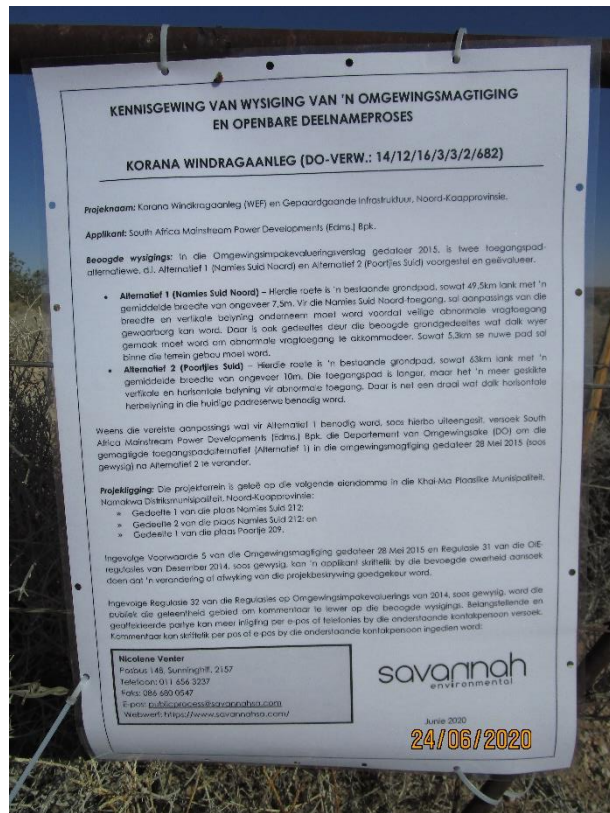 KENNISGEWING VAN WYSIGING VAN 'N OMGEWINGSMAGTIGING
EN OPENBARE DEELNAMEPROSES
KORANA WINDRAGAANLEG (DO-VERW.: 14/12/16/3/3/2/682)
Projeknaam: Korana Windkragaanleg (WEF) en Gepaardgaande Infrastruktuur, Noord-Kaapprovinsie.
Applikant: South Africa Mainstream Power Developments (Edms.) Bpk.
Beoogde wysigings: In die Omgewingsimpakevalueringsverslag gedateer 2015, is twee toegangspad-
alternatiewe, d.i. Alternatief 1 (Namies Suid Noord) en Alternatief 2 (Poortjies Suid) voorgestel en geëvalueer.
• Alternatief 1 (Namies Suid Noord) – Hierdie roete is 'n bestaande grondpad, sowat 49,5km lank met 'n
gemiddelde breedte van ongeveer 7,5m. Vir die Namies Suid Noord-toegang, sal aanpassings van die
breedte en vertikale belyning onderneem moet word voordat veilige abnormale vragtoegang
gewaarborg kan word. Daar is ook gedeeltes deur die beoogde grondgedeeltes wat dalk wyer
gemaak moet word om abnormale vragtoegang te akkommodeer. Sowat 5,3km se nuwe pad sal
binne die terrein gebou moet word.
• Alternatief 2 (Poortjies Suid) – Hierdie roete is 'n bestaande grondpad, sowat 63km lank met 'n
gemiddelde breedte van ongeveer 10m. Die toegangspad is langer, maar het 'n meer geskikte
vertikale en horisontale belyning vir abnormale toegang. Daar is net een draai wat dalk horisontale
herbelyning in die huidige padreserwe benodig word.
Weens die vereiste aanpassings wat vir Alternatief 1 benodig word, soos hierbo uiteengesit, versoek South
Africa Mainstream Power Developments (Edms.) Bpk. die Departement van Omgewingsake (DO) om die
gemagtigde toegangspadalternatief (Alternatief 1) in die omgewingsmagtiging gedateer 28 Mei 2015 (soos
gewysig) na Alternatief 2 te verander.
Projekligging: Die projekterrein is geleë op die volgende eiendomme in die Khai-Ma Plaaslike Munisipaliteit,
Namakwa Distriksmunisipaliteit, Noord-Kaapprovinsie:
» Gedeelte 1 van die plaas Namies Suid 212;
» Gedeelte 2 van die plaas Namies Suid 212; en
» Gedeelte 1 van die plaas Poortje 209.
Ingevolge Voorwaarde 5 van die Omgewingsmagtiging gedateer 28 Mei 2015 en Regulasie 31 van die OIE-
regulasies van Desember 2014, soos gewysig, kan 'n applikant skriftelik by die bevoegde owerheid aansoek
doen dat 'n verandering of afwyking van die projekbeskrywing goedgekeur word.
Ingevolge Regulasie 32 van die Regulasies op Omgewingsimpakevaluerings van 2014, soos gewysig, word die
publiek die geleentheid gebied om kommentaar te lewer op die beoogde wysigings. Belangstellende en
geaffekteerde partye kan meer inligting per e-pos of telefonies by die onderstaande kontakpersoon versoek.
Kommentaar kan skriftelik per pos of e-pos by die onderstaande kontakpersoon ingedien word:
Nicolene Venter
Posbus 148, Sunninghill, 2157
Telefoon: 011 656 3237
Faks: 086 680 0547
E-pos: publicprocess@savannahsa.com
Webwerf: https://www.savannahsa.com/
savannah
environmental
Junie 2020
24/06/2020